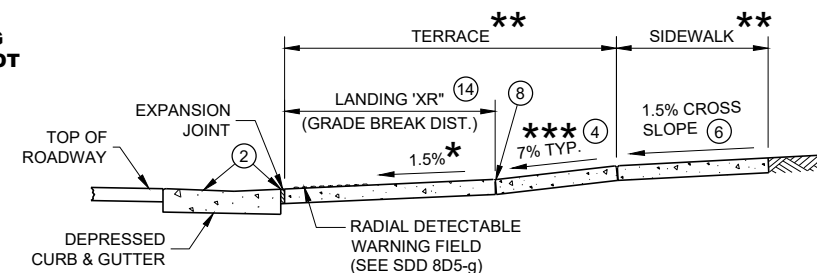 G
OT
TERRACE **
SIDEWALK **
LANDING 'XR" 14
(GRADE BREAK DIST.)
8
EXPANSION
JOINT
TOP OF
ROADWAY
2
1.5%*
*** 4
7% TYP.
1.5% CROSS
SLOPE 6
DEPRESSED
CURB & GUTTER
RADIAL DETECTABLE
WARNING FIELD
(SEE SDD 8D5-g)